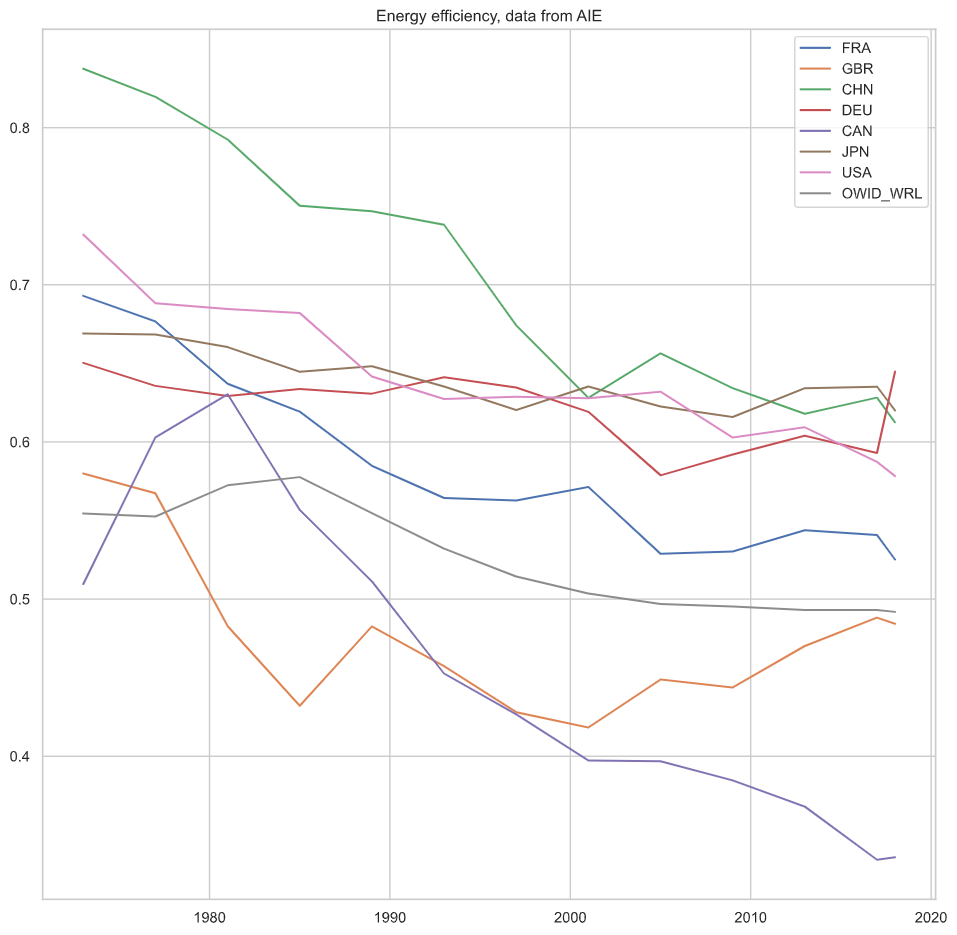 Energy efficiency, data from AIE
FRA
GBR
CHN
DEU
CAN
JPN
USA
OWID_WRL
0.8
0.7
0.6
0.5
0.4
1980
1990
2000
2010
2020